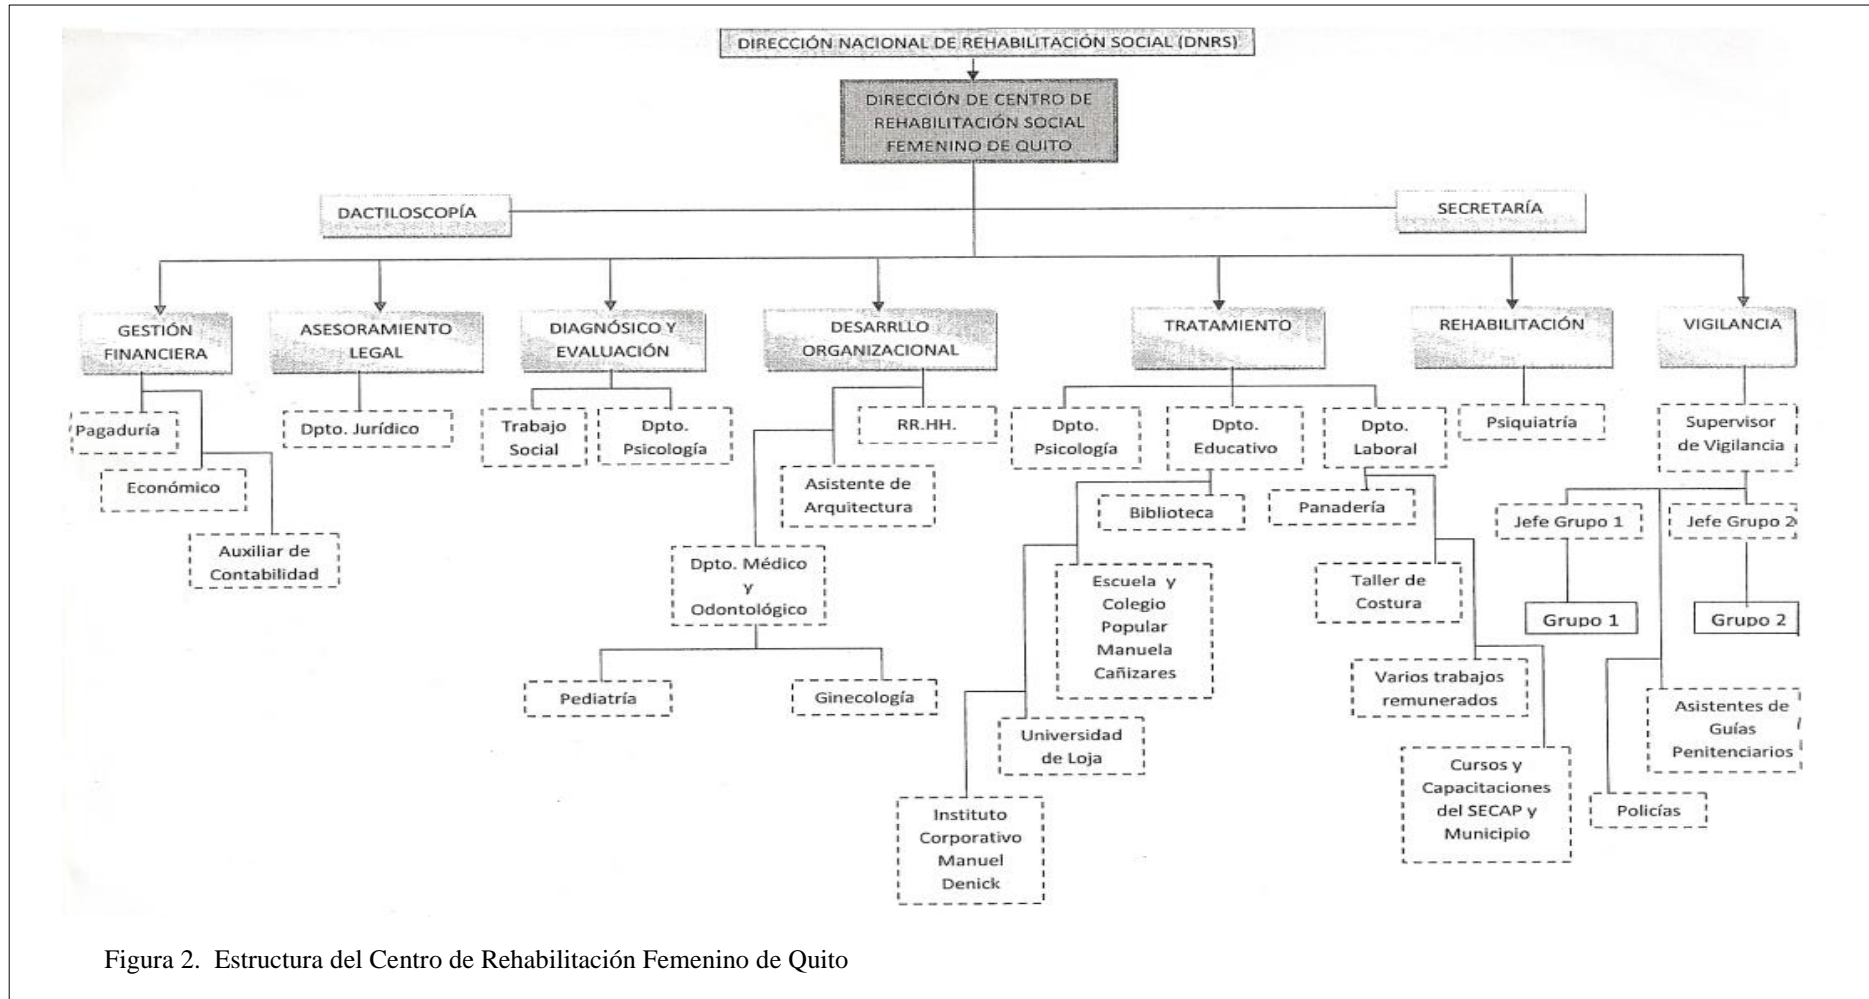 DIRECCIÓN NACIONAL DE REHABILITACIÓN SOCIAL (DNRS)
DIRECCIÓN DE CENTRO DE
REHABILITACIÓN SOCIAL
FEMENINO DE QUITO
DACTILOSCOPÍA
SECRETARÍA
GESTIÓN
FINANCIERA
ASESORAMIENTO
LEGAL
DIAGNÓSICO Y
EVALUACIÓN
DESARRLLO
ORGANIZACIONAL
TRATAMIENTO
REHABILITACIÓN
VIGILANCIA
Pagaduría
Económico
Auxiliar de
Contabilidad
Dpto. Jurídico
Trabajo
Social
Dpto.
Psicología
RR.HH.
Asistente de
Arquitectura
Dpto. Médico
y
Odontológico
Pediatría
Ginecología
Dpto.
Psicología
Dpto.
Educativo
Dpto.
Laboral
Biblioteca
Escuela y
Colegio
Popular
Manuela
Cañizares
Universidad
de Loja
Instituto
Corporativo
Manuel
Denick
Panadería
Taller de
Costura
Varios trabajos
remunerados
Cursos y
Capacitaciones
del SECAP y
Municipio
Psiquiatría
Supervisor
de Vigilancia
Jefe Grupo 1
Jefe Grupo 2
Grupo 1
Grupo 2
Asistentes de
Guías
Penitenciarios
Policías
Figura 2. Estructura del Centro de Rehabilitación Femenino de Quito